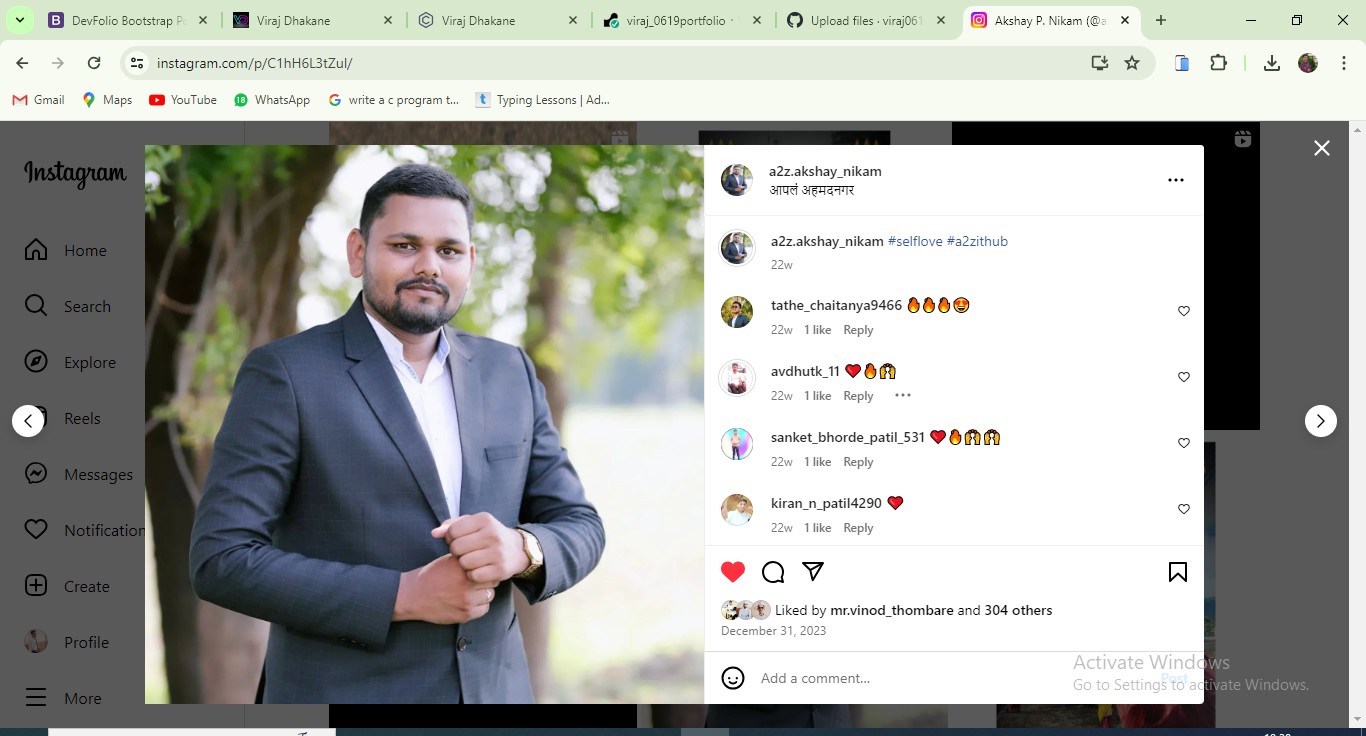 DevFolio Bootstrap P
Viraj Dhakane
Viraj Dhakane
viraj_0619portfolio ·
Upload files · viraj061
Akshay P. Nikam (@a
instagram.com/p/C1hH6L3tZul/
Gmail
Maps
YouTube
WhatsApp
write a c program t...
Typing Lessons | Ad...
Instagram
Home
Search
Explore
Reels
Messages
Notification
Create
Profile
More
a2z.akshay_nikam
आपलं अहमदनगर
a2z.akshay_nikam #selflove #a2zithub
22w
tathe_chaitanya9466 🔥🔥🔥😍
22w 1 like Reply
avdhutk_11 ❤️🔥🙌
22w 1 like Reply
sanket_bhorde_patil_531 ❤️🔥🙌🙌
22w 1 like Reply
kiran_n_patil4290 ❤️
22w 1 like Reply
Liked by mr.vinod_thombare and 304 others
December 31, 2023
Add a comment...
Post
Activate Windows
Go to Settings to activate Windows.